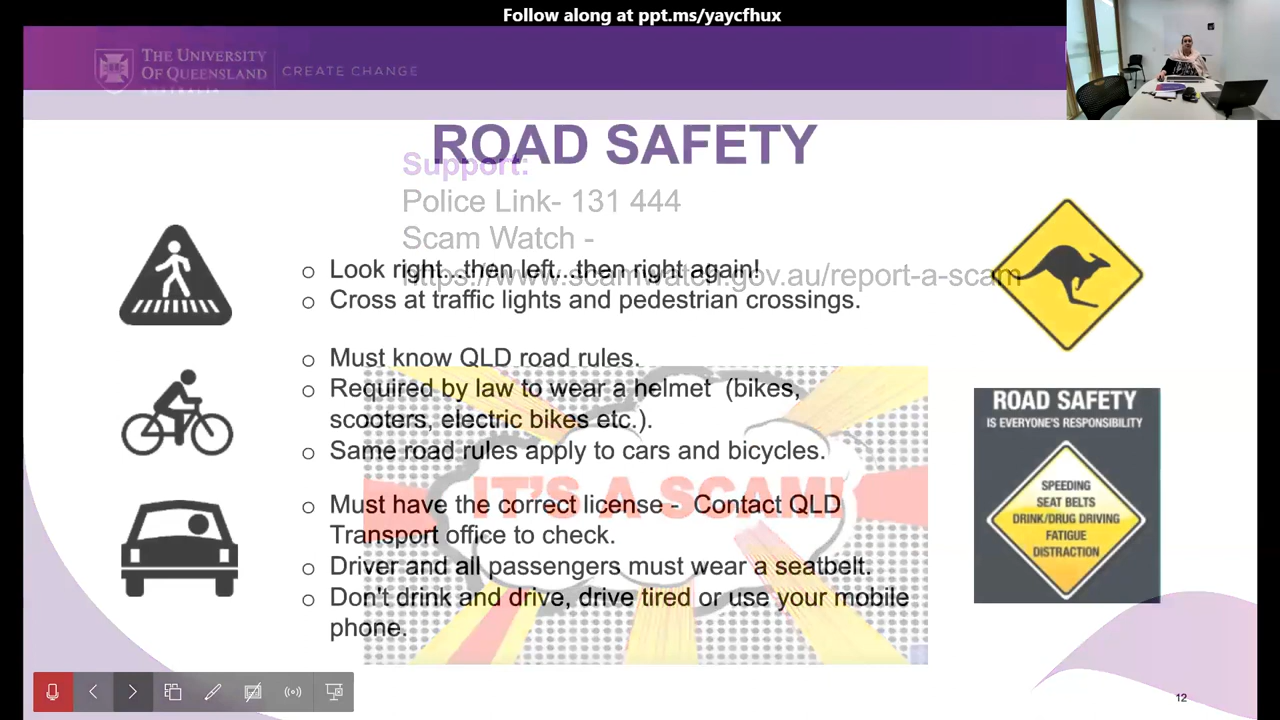 Follow along at ppt.ms/yaycfhux
THE UNIVERSITY
OF QUEENSLAND
AUSTRALIA
CREATE CHANGE
ROAD SAFETY
Support:
Police Link- 131 444
Scam Watch -
https://www.scamwatch.gov.au/report-a-scam
o Look right...then left...then right again!
o Cross at traffic lights and pedestrian crossings.
o Must know QLD road rules.
o Required by law to wear a helmet (bikes,
scooters, electric bikes etc.).
o Same road rules apply to cars and bicycles.
IT'S A SCAM!
o Must have the correct license - Contact QLD
Transport office to check.
o Driver and all passengers must wear a seatbelt.
o Don't drink and drive, drive tired or use your mobile
phone.
ROAD SAFETY
IS EVERYONE'S RESPONSIBILITY
SPEEDING
SEAT BELTS
DRINK/DRUG DRIVING
FATIGUE
DISTRACTION
12